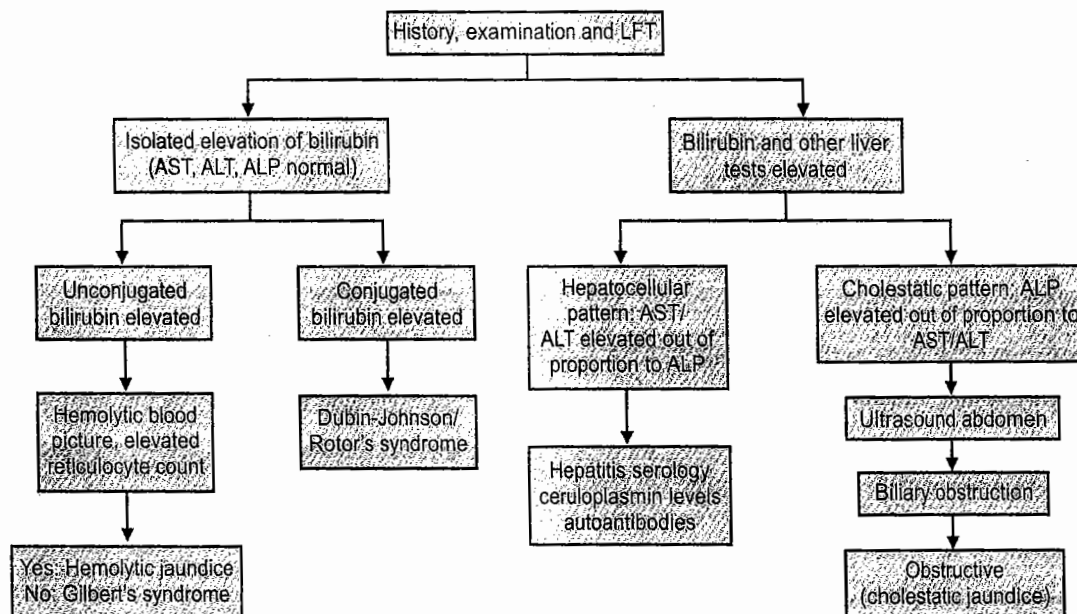 History, examination and LFT
Isolated elevation of bilirubin
(AST, ALT, ALP normal)
Bilirubin and other liver
tests elevated
Unconjugated
bilirubin elevated
Conjugated
bilirubin elevated
Hepatocellular
pattern: AST/
ALT elevated out of
proportion to ALP
Cholestatic pattern: ALP
elevated out of proportion to
AST/ALT
Hemolytic blood
picture, elevated
reticulocyte count
Dubin-Johnson/
Rotor's syndrome
Hepatitis serology
ceruloplasmin levels
autoantibodies
Ultrasound abdomeh
Biliary obstruction
Yes: Hemolytic jaundice
No: Gilbert's syndrome
Obstructive
(cholestatic jaundice)